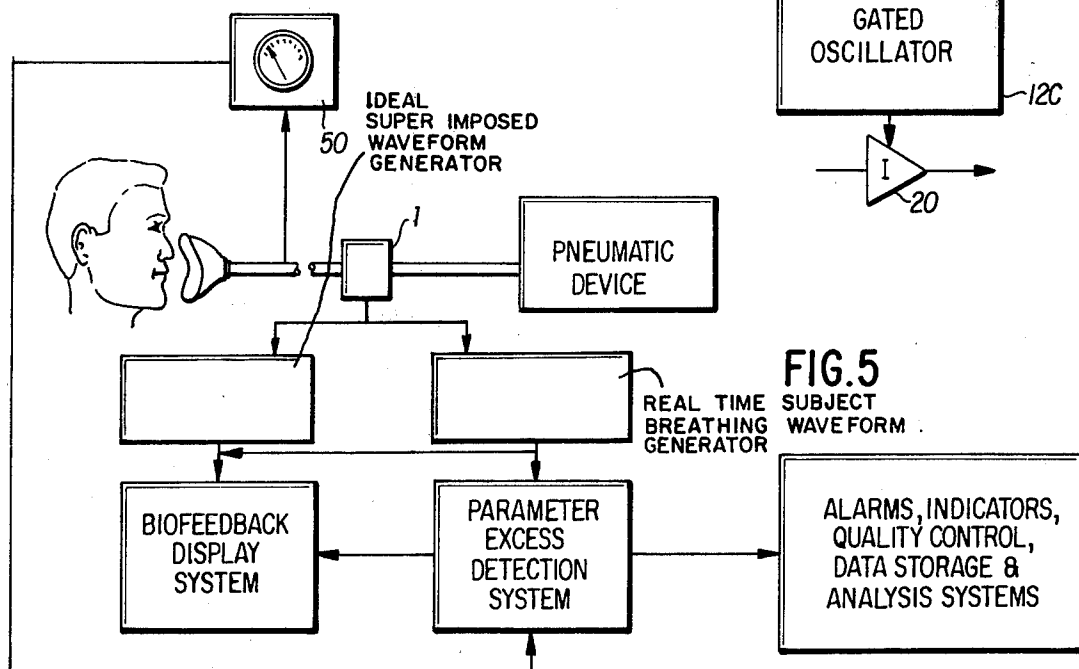 GATED
OSCILLATOR
12C
I
20
50
IDEAL
SUPER IMPOSED
WAVEFORM
GENERATOR
1
PNEUMATIC
DEVICE
FIG.5
REAL TIME SUBJECT
BREATHING WAVEFORM
GENERATOR
BIOFEEDBACK
DISPLAY
SYSTEM
PARAMETER
EXCESS
DETECTION
SYSTEM
ALARMS, INDICATORS,
QUALITY CONTROL,
DATA STORAGE &
ANALYSIS SYSTEMS